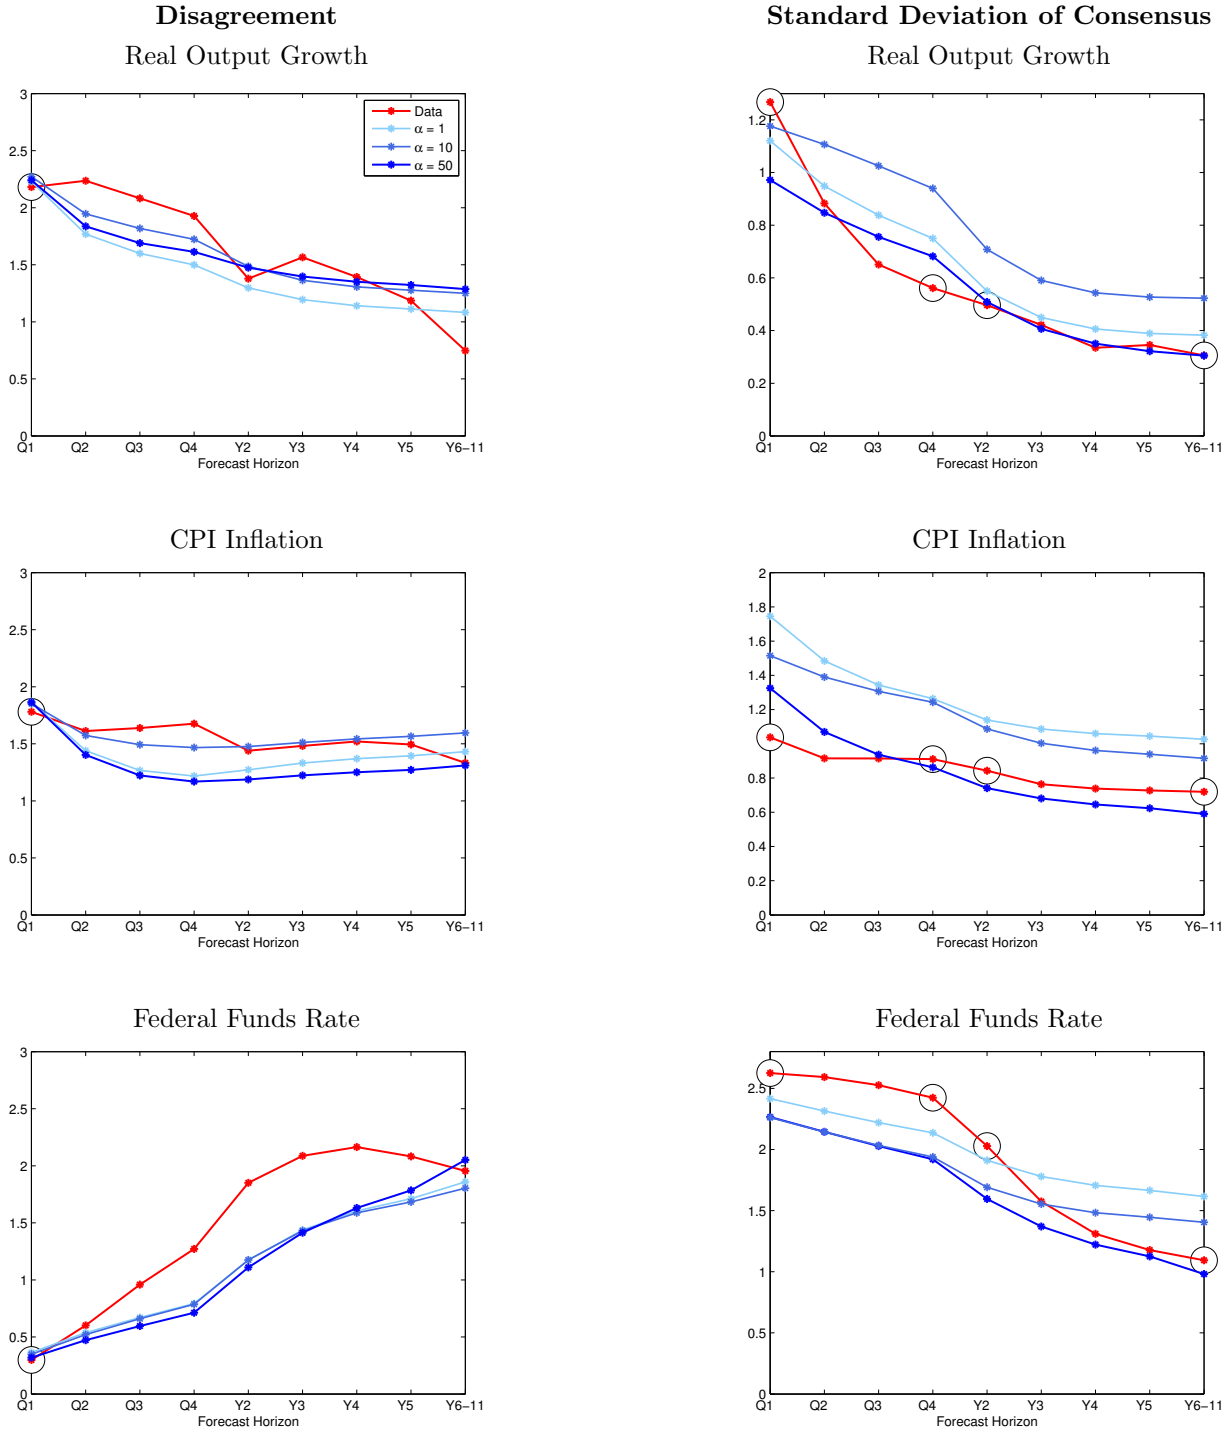 Disagreement
Standard Deviation of Consensus
Real Output Growth
Real Output Growth
3
2.5
2
1.5
1
0.5
0
Data
α = 1
α = 10
α = 50
Q1 Q2 Q3 Q4 Y2 Y3 Y4 Y5 Y6−11
Forecast Horizon
1.2
1
0.8
0.6
0.4
0.2
0
Q1 Q2 Q3 Q4 Y2 Y3 Y4 Y5 Y6−11
Forecast Horizon
CPI Inflation
CPI Inflation
3
2.5
2
1.5
1
0.5
0
Q1 Q2 Q3 Q4 Y2 Y3 Y4 Y5 Y6−11
Forecast Horizon
2
1.8
1.6
1.4
1.2
1
0.8
0.6
0.4
0.2
0
Q1 Q2 Q3 Q4 Y2 Y3 Y4 Y5 Y6−11
Forecast Horizon
Federal Funds Rate
Federal Funds Rate
3
2.5
2
1.5
1
0.5
0
Q1 Q2 Q3 Q4 Y2 Y3 Y4 Y5 Y6−11
Forecast Horizon
2.5
2
1.5
1
0.5
0
Q1 Q2 Q3 Q4 Y2 Y3 Y4 Y5 Y6−11
Forecast Horizon